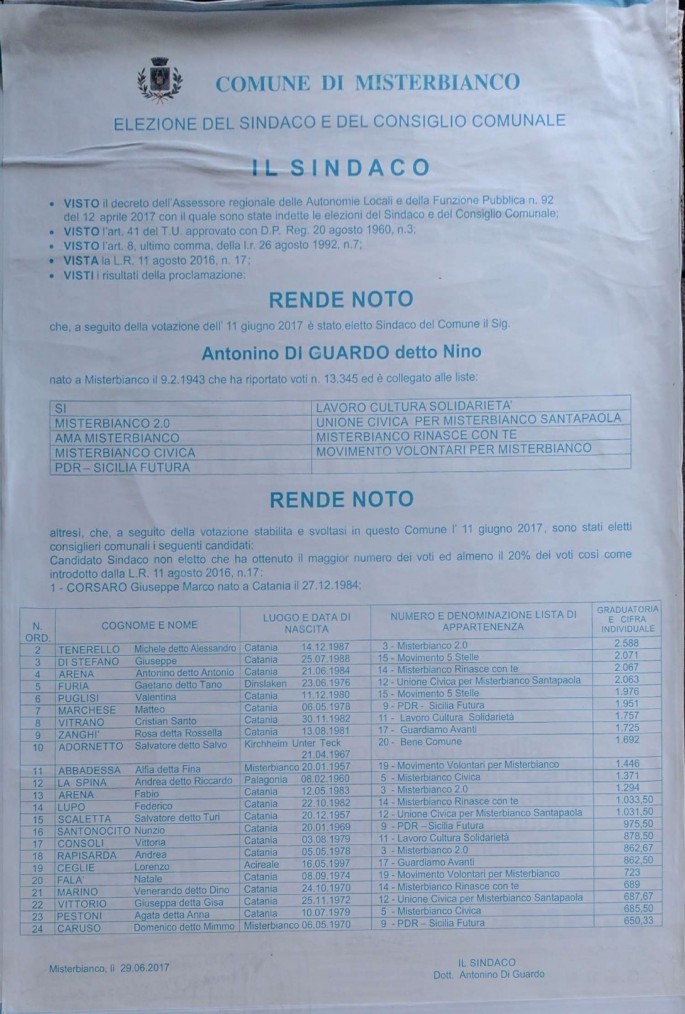 COMUNE DI MISTERBIANCO
ELEZIONE DEL SINDACO E DEL CONSIGLIO COMUNALE
IL SINDACO
• VISTO il decreto dell'Assessore regionale delle Autonomie Locali e della Funzione Pubblica n. 92
del 12 aprile 2017 con il quale sono state indette le elezioni del Sindaco e del Consiglio Comunale;
• VISTO l'art. 41 del T.U. approvato con D.P. Reg. 20 agosto 1960, n.3;
• VISTO l'art. 8, ultimo comma, della l.r. 26 agosto 1992, n.7;
• VISTA la L.R. 11 agosto 2016, n. 17;
• VISTI i risultati della proclamazione:
RENDE NOTO
che, a seguito della votazione dell' 11 giugno 2017 è stato eletto Sindaco del Comune il Sig.
Antonino DI GUARDO detto Nino
nato a Misterbianco il 9.2.1943 che ha riportato voti n. 13.345 ed è collegato alle liste:
SI LAVORO CULTURA SOLIDARIETA'
MISTERBIANCO 2.0 UNIONE CIVICA PER MISTERBIANCO SANTAPAOLA
AMA MISTERBIANCO MISTERBIANCO RINASCE CON TE
MISTERBIANCO CIVICA MOVIMENTO VOLONTARI PER MISTERBIANCO
PDR – SICILIA FUTURA
RENDE NOTO
altresì, che, a seguito della votazione stabilita e svoltasi in questo Comune l' 11 giugno 2017, sono stati eletti
consiglieri comunali i seguenti candidati:
Candidato Sindaco non eletto che ha ottenuto il maggior numero dei voti ed almeno il 20% dei voti così come
introdotto dalla L.R. 11 agosto 2016, n.17:
1 - CORSARO Giuseppe Marco nato a Catania il 27.12.1984;
N. ORD. COGNOME E NOME LUOGO E DATA DI NASCITA NUMERO E DENOMINAZIONE LISTA DI APPARTENENZA GRADUATORIA E CIFRA INDIVIDUALE
2 TENERELLO Michele detto Alessandro Catania 14.12.1987 3 - Misterbianco 2.0 2.588
3 DI STEFANO Giuseppe Catania 25.07.1988 15 - Movimento 5 Stelle 2.071
4 ARENA Antonino detto Antonio Catania 21.06.1984 14 - Misterbianco Rinasce con te 2.067
5 FURIA Gaetano detto Tano Dinslaken 23.06.1976 12 - Unione Civica per Misterbianco Santapaola 2.063
6 PUGLISI Valentina Catania 11.12.1980 15 - Movimento 5 Stelle 1.976
7 MARCHESE Matteo Catania 06.05.1978 9 - PDR - Sicilia Futura 1.951
8 VITRANO Cristian Santo Catania 30.11.1982 11 - Lavoro Cultura Solidarietà 1.757
9 ZANGHI' Rosa detta Rossella Catania 13.08.1981 17 - Guardiamo Avanti 1.725
10 ADORNETTO Salvatore detto Salvo Kirchheim Unter Teck 21.04.1967 20 - Bene Comune 1.692
11 ABBADESSA Alfia detta Fina Misterbianco 20.01.1957 19 - Movimento Volontari per Misterbianco 1.446
12 LA SPINA Andrea detto Riccardo Palagonia 08.02.1960 5 - Misterbianco Civica 1.371
13 ARENA Fabio Catania 12.05.1983 3 - Misterbianco 2.0 1.294
14 LUPO Federico Catania 22.10.1982 14 - Misterbianco Rinasce con te 1.033,50
15 SCALETTA Salvatore detto Turi Catania 20.12.1957 12 - Unione Civica per Misterbianco Santapaola 1.031,50
16 SANTONOCITO Nunzio Catania 20.01.1969 9 - PDR – Sicilia Futura 975,50
17 CONSOLI Vittoria Catania 03.08.1979 11 - Lavoro Cultura Solidarietà 878,50
18 RAPISARDA Andrea Catania 05.05.1978 3 - Misterbianco 2.0 862,67
19 CEGLIE Lorenzo Acireale 16.05.1997 17 - Guardiamo Avanti 862,50
20 FALA' Natale Catania 08.09.1974 19 - Movimento Volontari per Misterbianco 723
21 MARINO Venerando detto Dino Catania 24.10.1970 14 - Misterbianco Rinasce con te 689
22 VITTORIO Giuseppa detta Gisa Catania 25.11.1972 12 - Unione Civica per Misterbianco Santapaola 687,67
23 PESTONI Agata detta Anna Catania 10.07.1979 5 - Misterbianco Civica 685,50
24 CARUSO Domenico detto Mimmo Misterbianco 06.05.1970 9 - PDR – Sicilia Futura 650,33
Misterbianco, lì 29.06.2017
IL SINDACO
Dott. Antonino Di Guardo